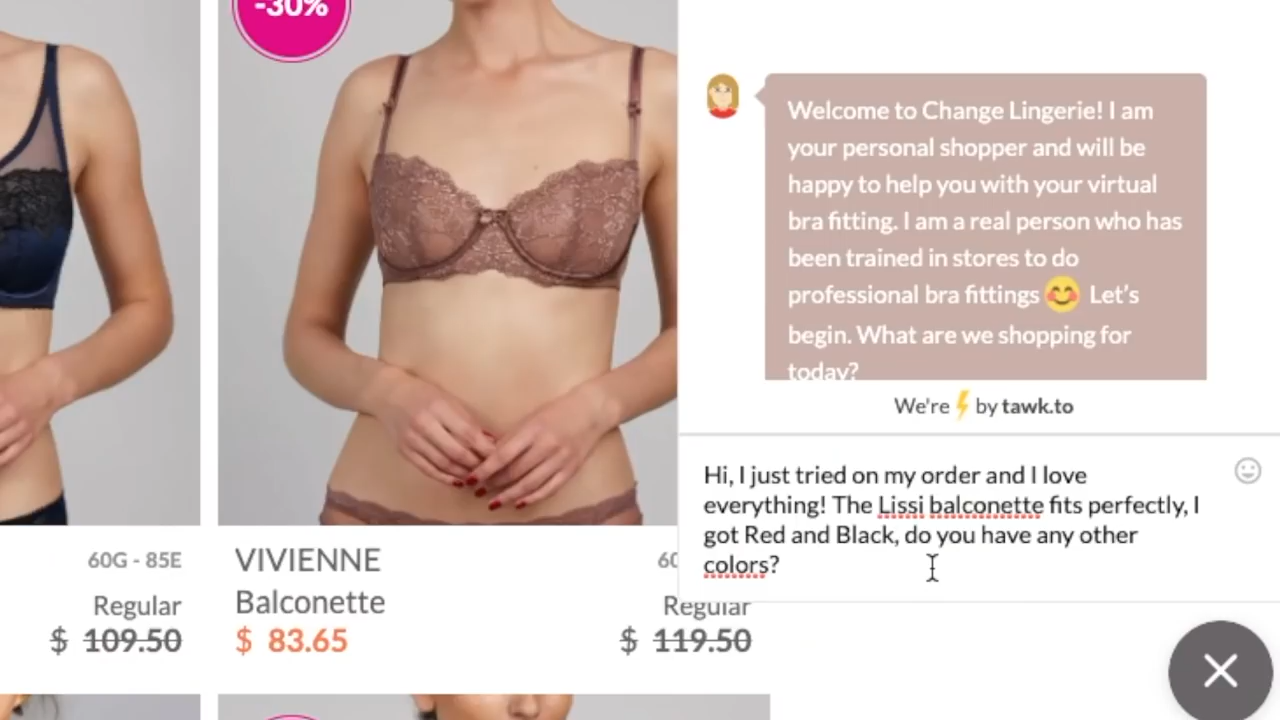 -30%
60G - 85E
Regular
$ 109.50
VIVIENNE
Balconette
$ 83.65
60
Regular
$ 119.50
Welcome to Change Lingerie! I am
your personal shopper and will be
happy to help you with your virtual
bra fitting. I am a real person who has
been trained in stores to do
professional bra fittings 😊 Let's
begin. What are we shopping for
today?
We're ⚡ by tawk.to
Hi, I just tried on my order and I love
everything! The Lissi balconette fits perfectly, I
got Red and Black, do you have any other
colors?